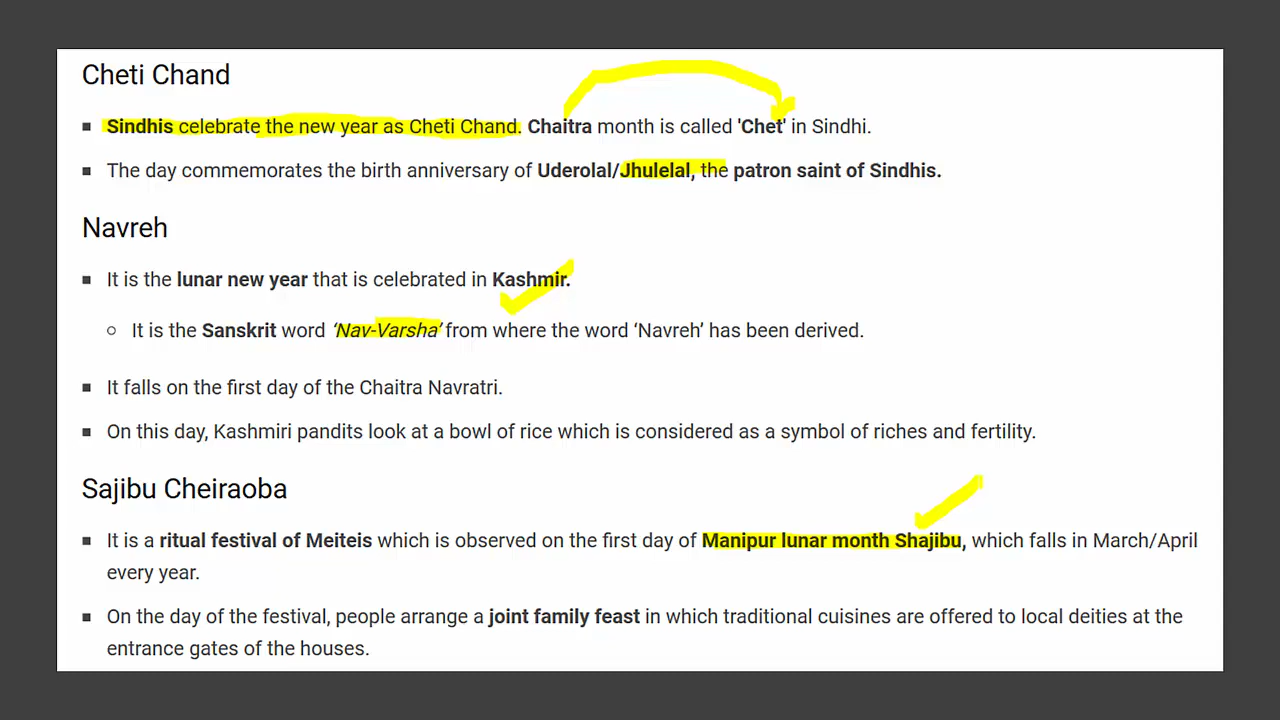 Cheti Chand
▪ Sindhis celebrate the new year as Cheti Chand. Chaitra month is called 'Chet' in Sindhi.
▪ The day commemorates the birth anniversary of Uderolal/Jhulelal, the patron saint of Sindhis.
Navreh
▪ It is the lunar new year that is celebrated in Kashmir.
○ It is the Sanskrit word ‘Nav-Varsha’ from where the word ‘Navreh’ has been derived.
▪ It falls on the first day of the Chaitra Navratri.
▪ On this day, Kashmiri pandits look at a bowl of rice which is considered as a symbol of riches and fertility.
Sajibu Cheiraoba
▪ It is a ritual festival of Meiteis which is observed on the first day of Manipur lunar month Shajibu, which falls in March/April
every year.
▪ On the day of the festival, people arrange a joint family feast in which traditional cuisines are offered to local deities at the
entrance gates of the houses.